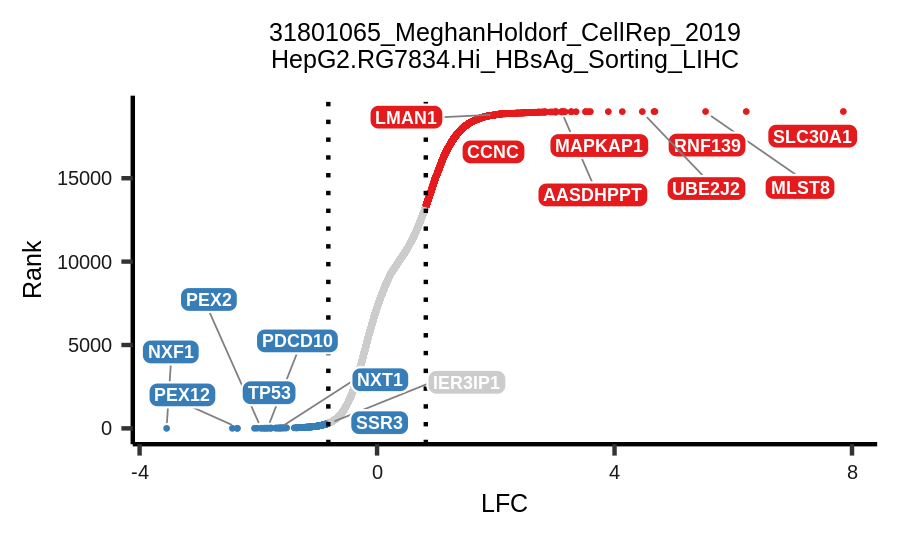 31801065_MeghanHoldorf_CellRep_2019
HepG2.RG7834.Hi_HBsAg_Sorting_LIHC
LMAN1
CCNC
MAPKAP1
RNF139
SLC30A1
AASDHPPT
UBE2J2
MLST8
PEX2
PDCD10
NXF1
PEX12
TP53
NXT1
IER3IP1
SSR3
Rank
15000
10000
5000
0
-4
0
4
8
LFC